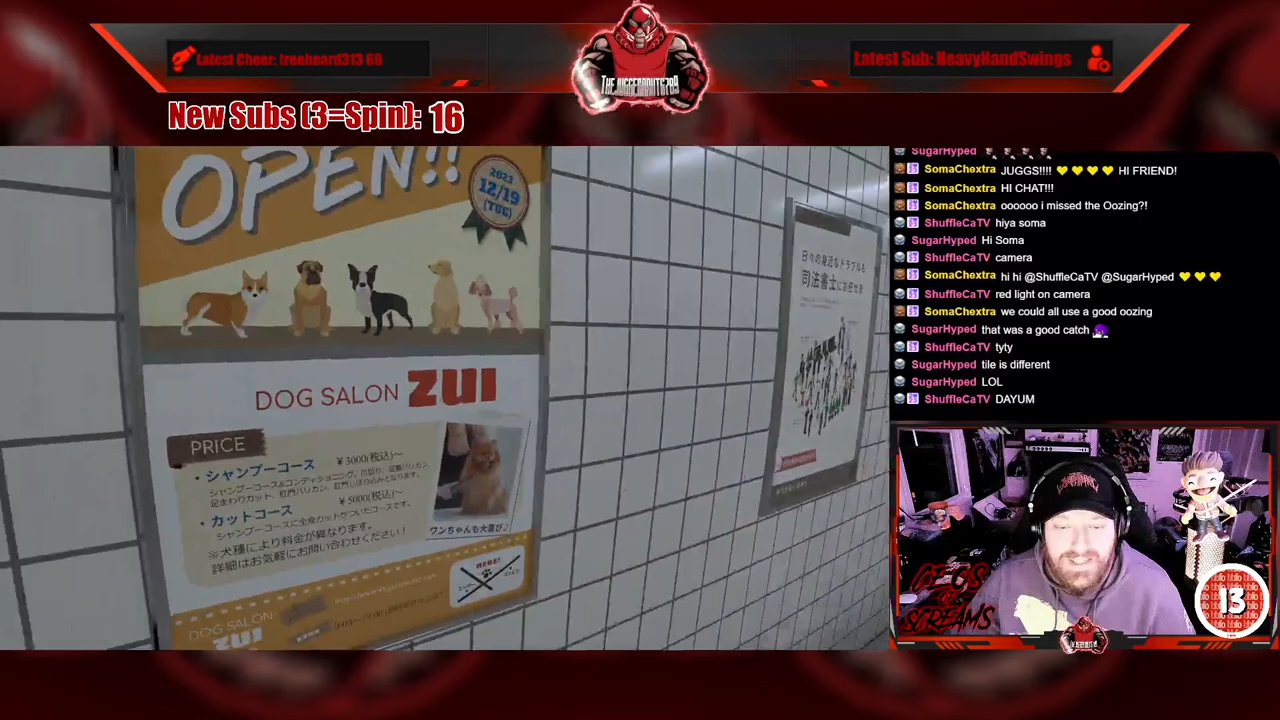 Latest Cheer: treebeard313 69
THEJUGGERNAUT6789
Latest Sub: HeavyHandSwings
New Subs (3=Spin): 16
OPEN!!
2023
12/19
(TUE)
DOG SALON ZUI
PRICE
・シャンプーコース ￥3000(税込)～
・カットコース ￥5000(税込)～
シャンプーコースに全身カットがついたコースです。
※犬種により料金が異なります。
詳細はお気軽にお問い合わせください！
ワンちゃんも大喜び♪
HERE!
DOG SALON
ZUI
日々の身近なトラブルも
司法書士にお任せを
SugarHyped
SomaChextra JUGGS!!!! HI FRIEND!
SomaChextra HI CHAT!!!
SomaChextra oooooo i missed the Oozing?!
ShuffleCaTV hiya soma
SugarHyped Hi Soma
ShuffleCaTV camera
SomaChextra hi hi @ShuffleCaTV @SugarHyped
ShuffleCaTV red light on camera
SomaChextra we could all use a good oozing
SugarHyped that was a good catch
ShuffleCaTV tyty
SugarHyped tile is different
SugarHyped LOL
ShuffleCaTV DAYUM
SCREAMS
13